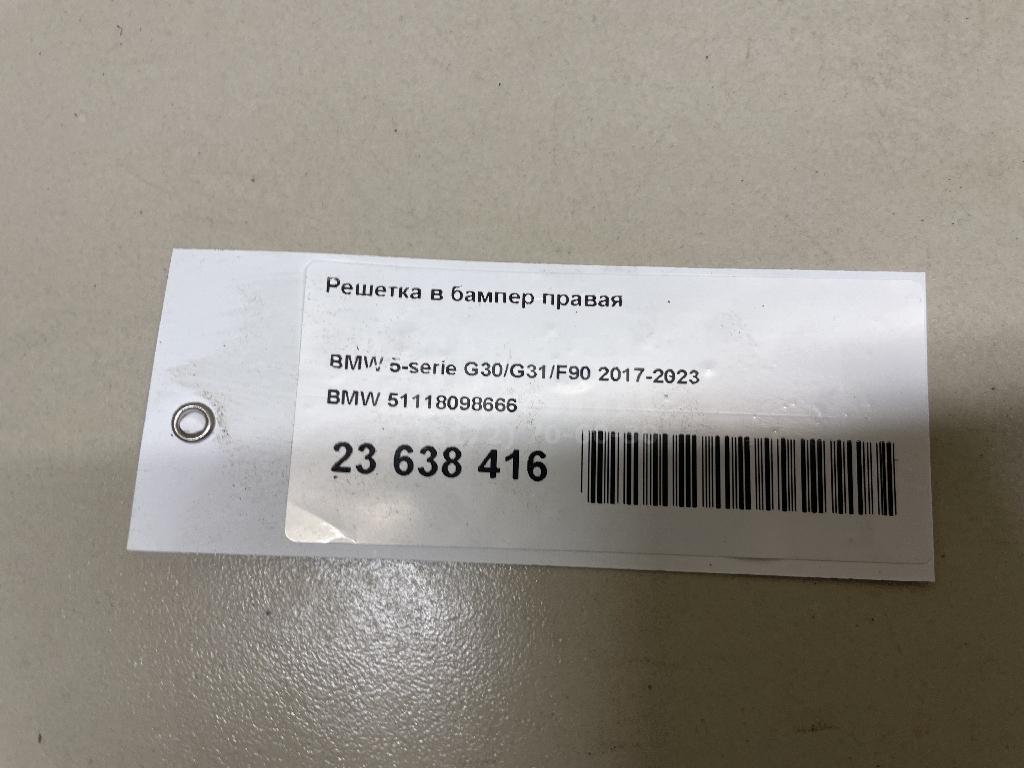 Решетка в бампер правая
BMW 5-serie G30/G31/F90 2017-2023
BMW 51118098666
23 638 416